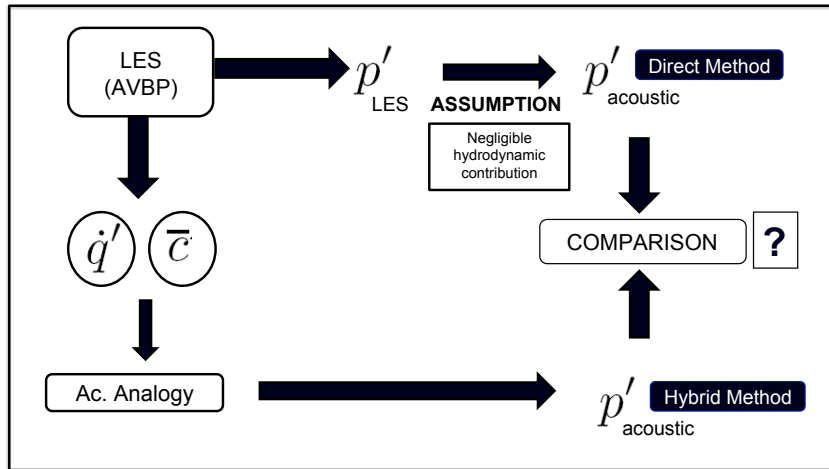 LES
(AVBP)
p′
LES
ASSUMPTION
Negligible
hydrodynamic
contribution
p′
acoustic
Direct Method
q̇′
c̅
COMPARISON
?
Ac. Analogy
p′
acoustic
Hybrid Method